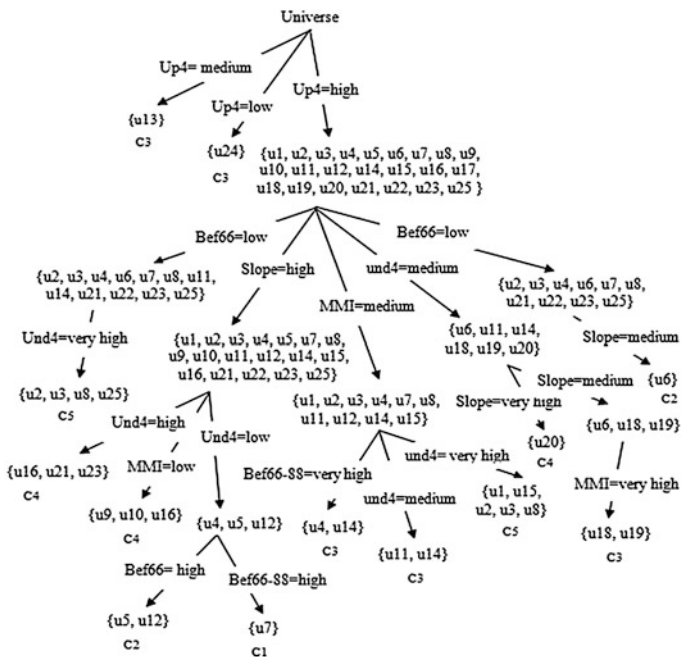 Universe
Up4= medium
Up4=low
Up4=high
{u13}
C3
{u24}
C3
{u1, u2, u3, u4, u5, u6, u7, u8, u9,
u10, u11, u12, u14, u15, u16, u17,
u18, u19, u20, u21, u22, u23, u25 }
Bef66=low
Slope=high
MMI=medium
und4=medium
Bef66=low
{u2, u3, u4, u6, u7, u8, u11,
u14, u21, u22, u23, u25}
{u1, u2, u3, u4, u5, u7, u8,
u9, u10, u11, u12, u14, u15,
u16, u21, u22, u23, u25}
{u1, u2, u3, u4, u7, u8,
u11, u12, u14, u15}
{u6, u11, u14,
u18, u19, u20}
{u2, u3, u4, u6, u7, u8,
u21, u22, u23, u25}
Und4=very high
{u2, u3, u8, u25}
C5
Und4=high
MMI=low
Und4=low
{u16, u21, u23}
C4
{u9, u10, u16}
C4
{u4, u5, u12}
Bef66= high
Bef66-88=high
{u5, u12}
C2
{u7}
C1
Bef66-88=very high
und4=medium
und4= very high
{u4, u14}
C3
{u11, u14}
C3
{u1, u15,
u2, u3, u8}
C5
Slope=very high
Slope=medium
{u20}
C4
{u6, u18, u19}
MMI=very high
{u18, u19}
C3
Slope=medium
{u6}
C2